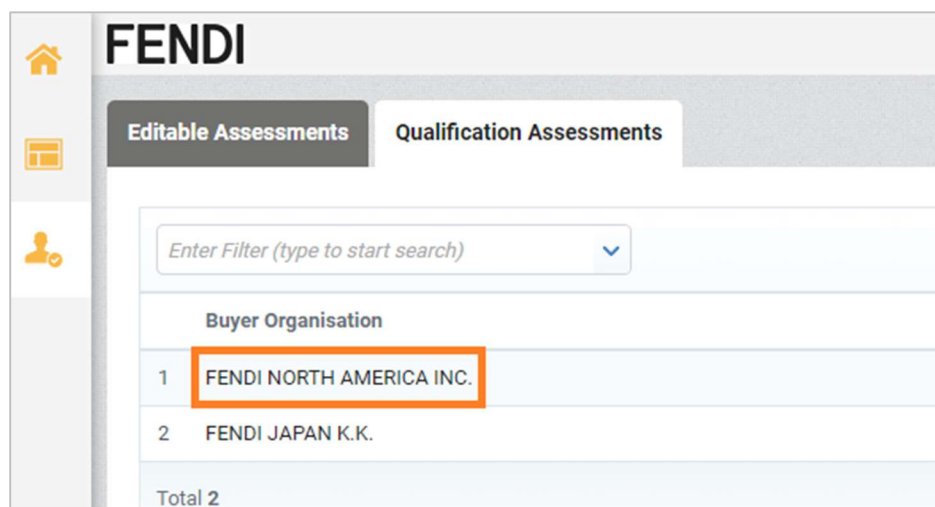 FENDI
Editable Assessments
Qualification Assessments
Enter Filter (type to start search)
Buyer Organisation
1 FENDI NORTH AMERICA INC.
2 FENDI JAPAN K.K.
Total 2